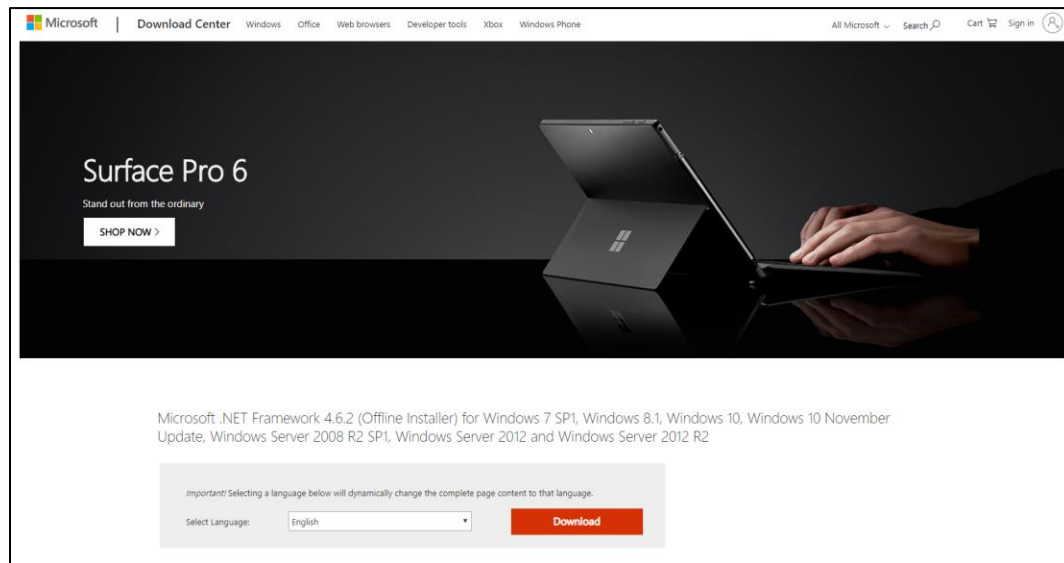 Microsoft
Download Center
Windows
Office
Web browsers
Developer tools
Xbox
Windows Phone
All Microsoft
Search
Cart
Sign in
Surface Pro 6
Stand out from the ordinary
SHOP NOW >
Microsoft .NET Framework 4.6.2 (Offline Installer) for Windows 7 SP1, Windows 8.1, Windows 10, Windows 10 November
Update, Windows Server 2008 R2 SP1, Windows Server 2012 and Windows Server 2012 R2
Important! Selecting a language below will dynamically change the complete page content to that language.
Select Language:
English
Download